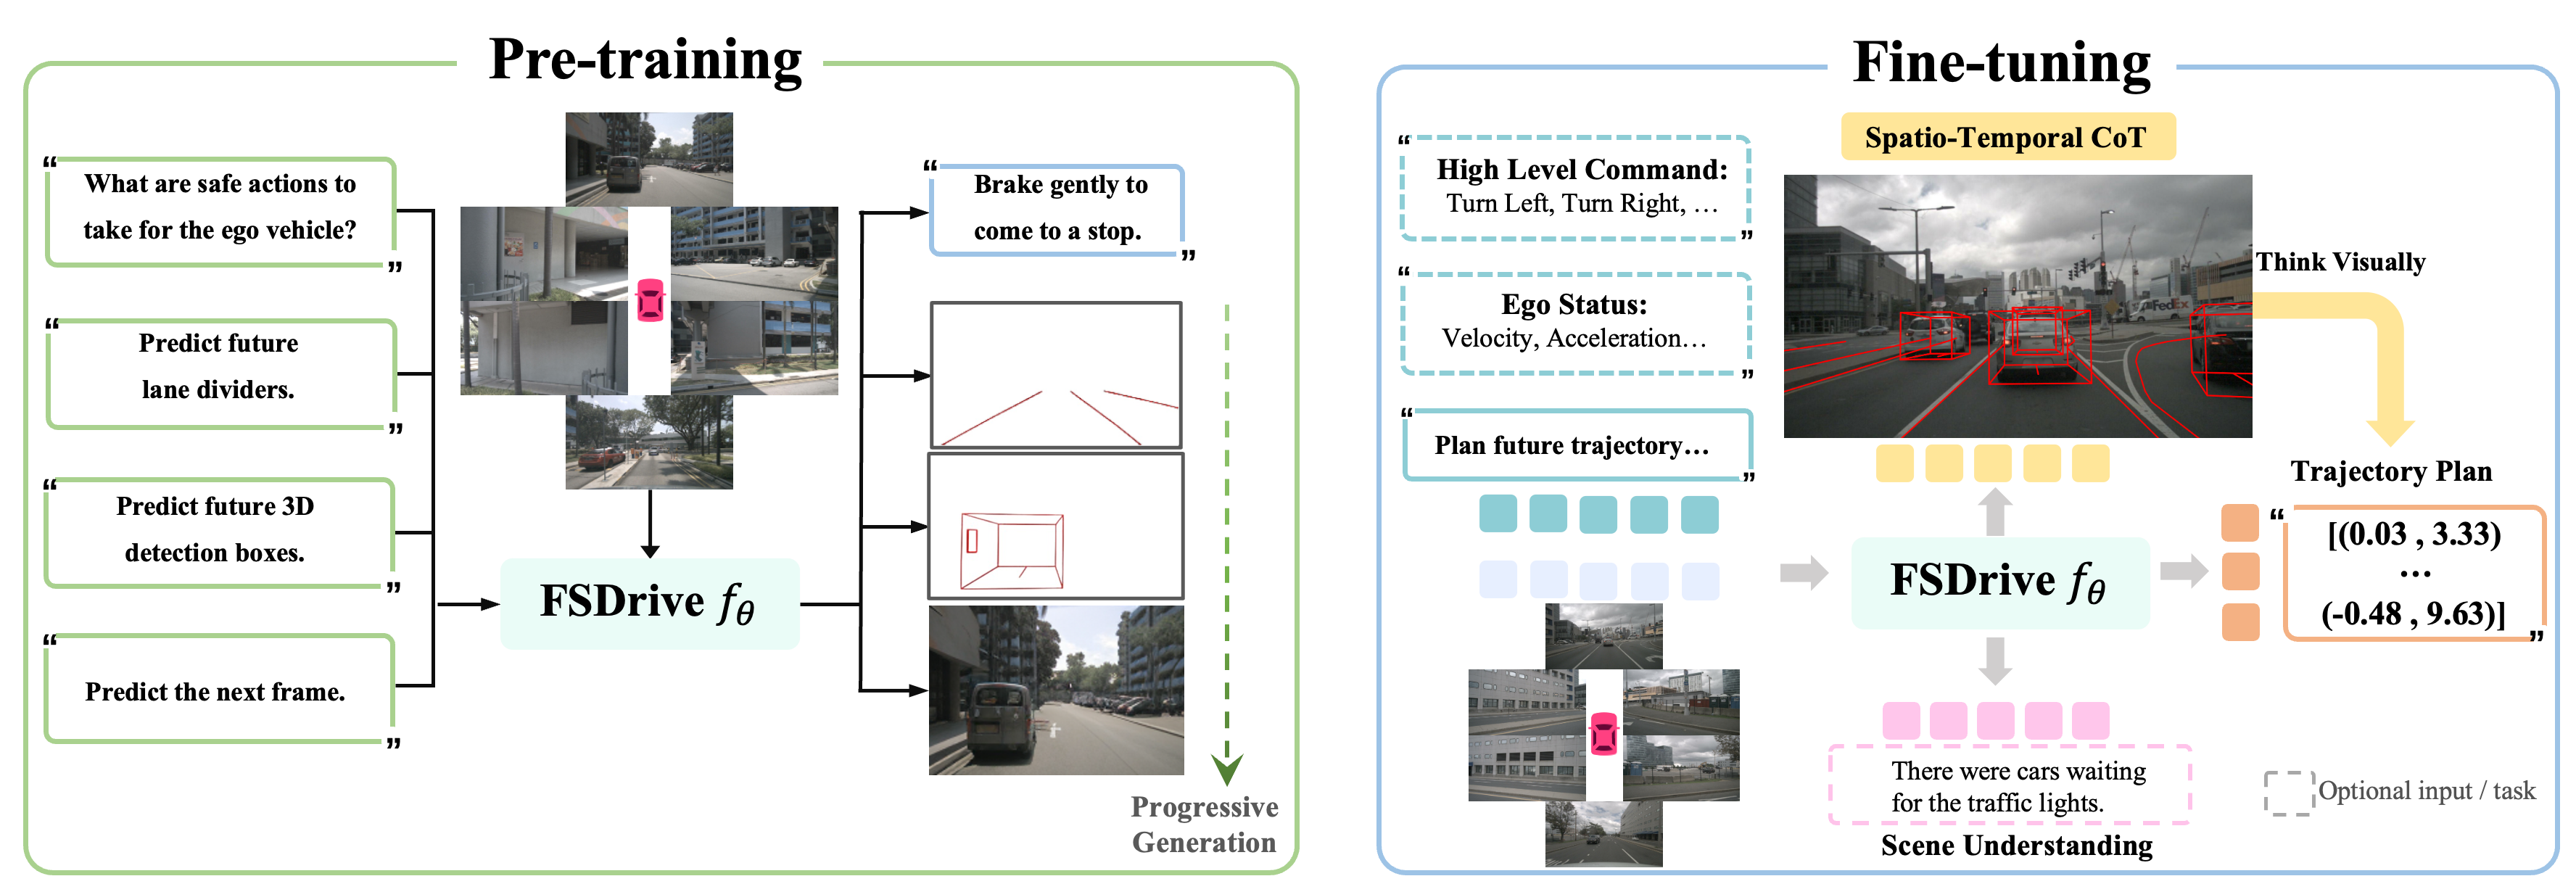 Pre-training
“
What are safe actions to
take for the ego vehicle?
”
“
Predict future
lane dividers.
”
“
Predict future 3D
detection boxes.
”
“
Predict the next frame.
”
FSDrive fθ
“
Brake gently to
come to a stop.
”
Progressive
Generation
Fine-tuning
“
High Level Command:
Turn Left, Turn Right, …
”
“
Ego Status:
Velocity, Acceleration…
”
“
Plan future trajectory…
”
Spatio-Temporal CoT
FedEx
Think Visually
FSDrive fθ
Trajectory Plan
“
[(0.03 , 3.33)
…
(-0.48 , 9.63)]
”
There were cars waiting
for the traffic lights.
Scene Understanding
Optional input / task